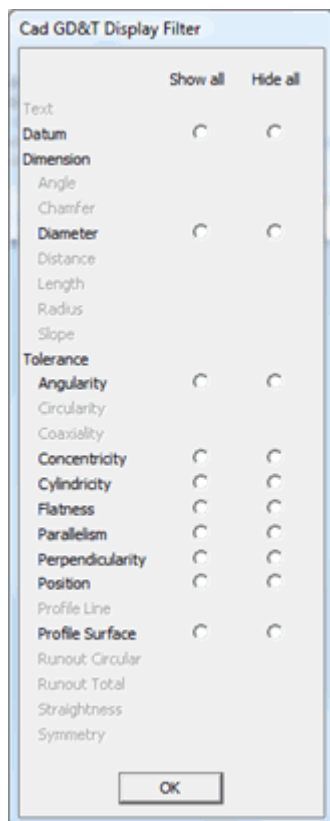 Cad GD&T Display Filter
Show all Hide all
Text
Datum
Dimension
Angle
Chamfer
Diameter
Distance
Length
Radius
Slope
Tolerance
Angularity
Circularity
Coaxiality
Concentricity
Cylindricity
Flatness
Parallelism
Perpendicularity
Position
Profile Line
Profile Surface
Runout Circular
Runout Total
Straightness
Symmetry
OK